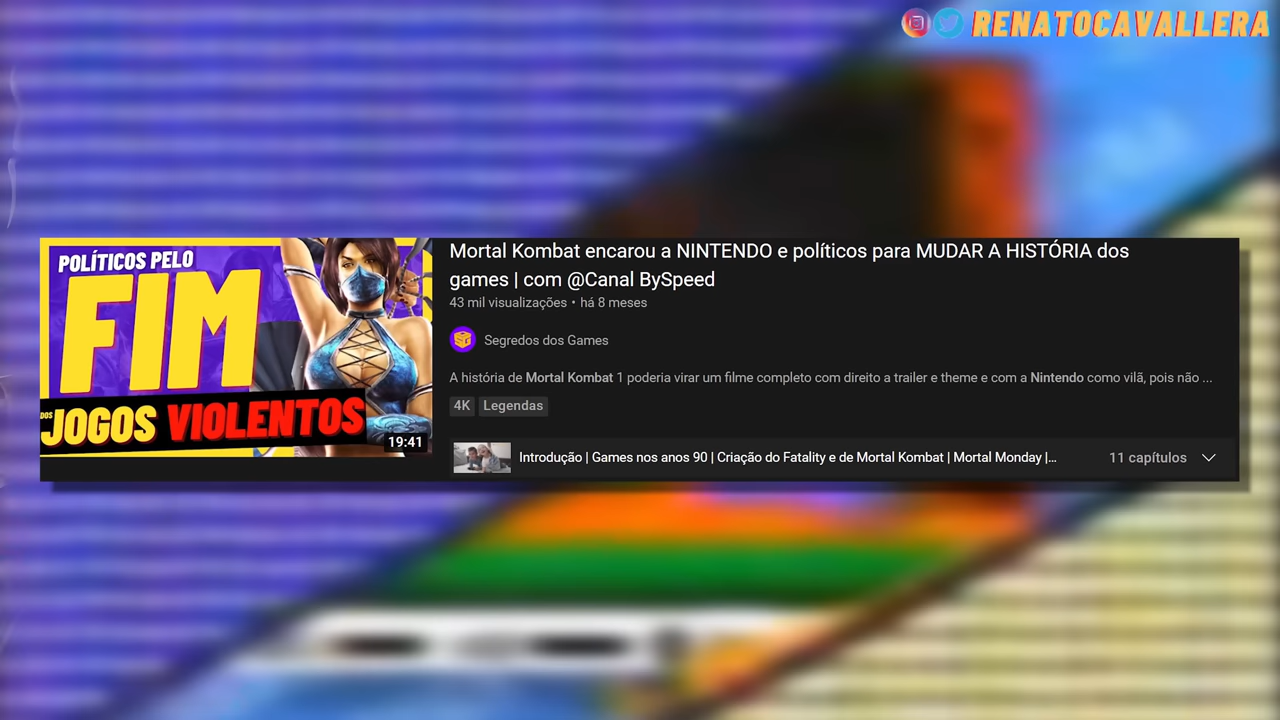 RENATOCAVALLERA
POLÍTICOS PELO
FIM
DOS JOGOS VIOLENTOS
19:41
Mortal Kombat encarou a NINTENDO e políticos para MUDAR A HISTÓRIA dos
games | com @Canal BySpeed
43 mil visualizações • há 8 meses
Segredos dos Games
A história de Mortal Kombat 1 poderia virar um filme completo com direito a trailer e theme e com a Nintendo como vilã, pois não ...
4K Legendas
Introdução | Games nos anos 90 | Criação do Fatality e de Mortal Kombat | Mortal Monday |...
11 capítulos